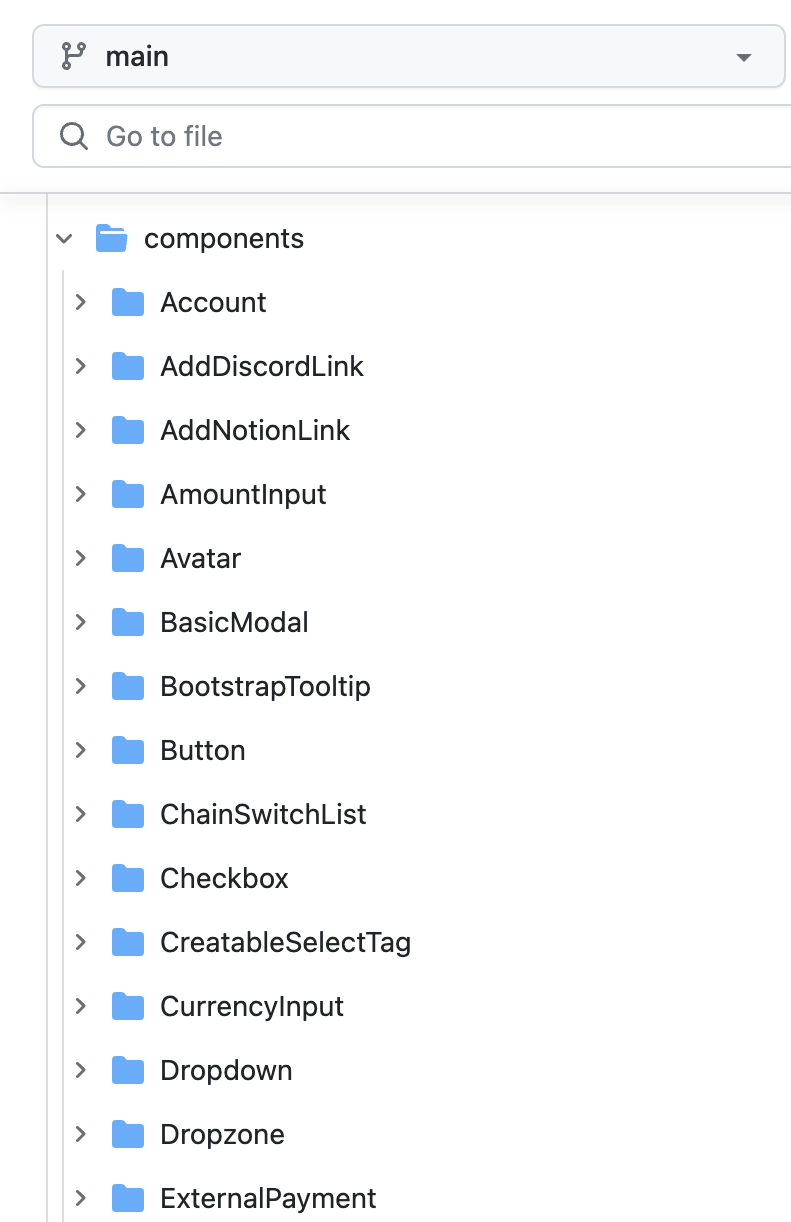 main
Go to file
components
Account
AddDiscordLink
AddNotionLink
AmountInput
Avatar
BasicModal
BootstrapTooltip
Button
ChainSwitchList
Checkbox
CreatableSelectTag
CurrencyInput
Dropdown
Dropzone
ExternalPayment